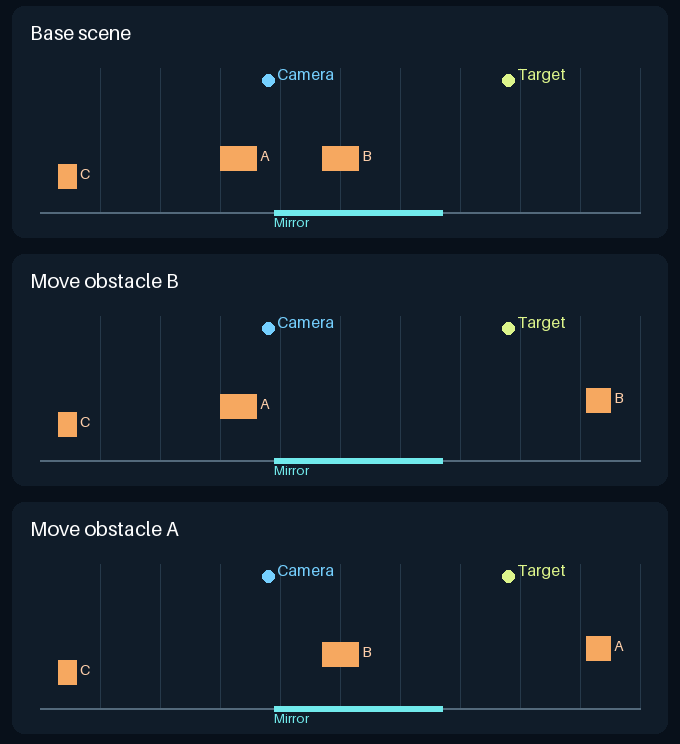 Base scene
Camera
Target
A
B
C
Mirror
Move obstacle B
Camera
Target
B
A
C
Mirror
Move obstacle A
Camera
Target
A
B
C
Mirror